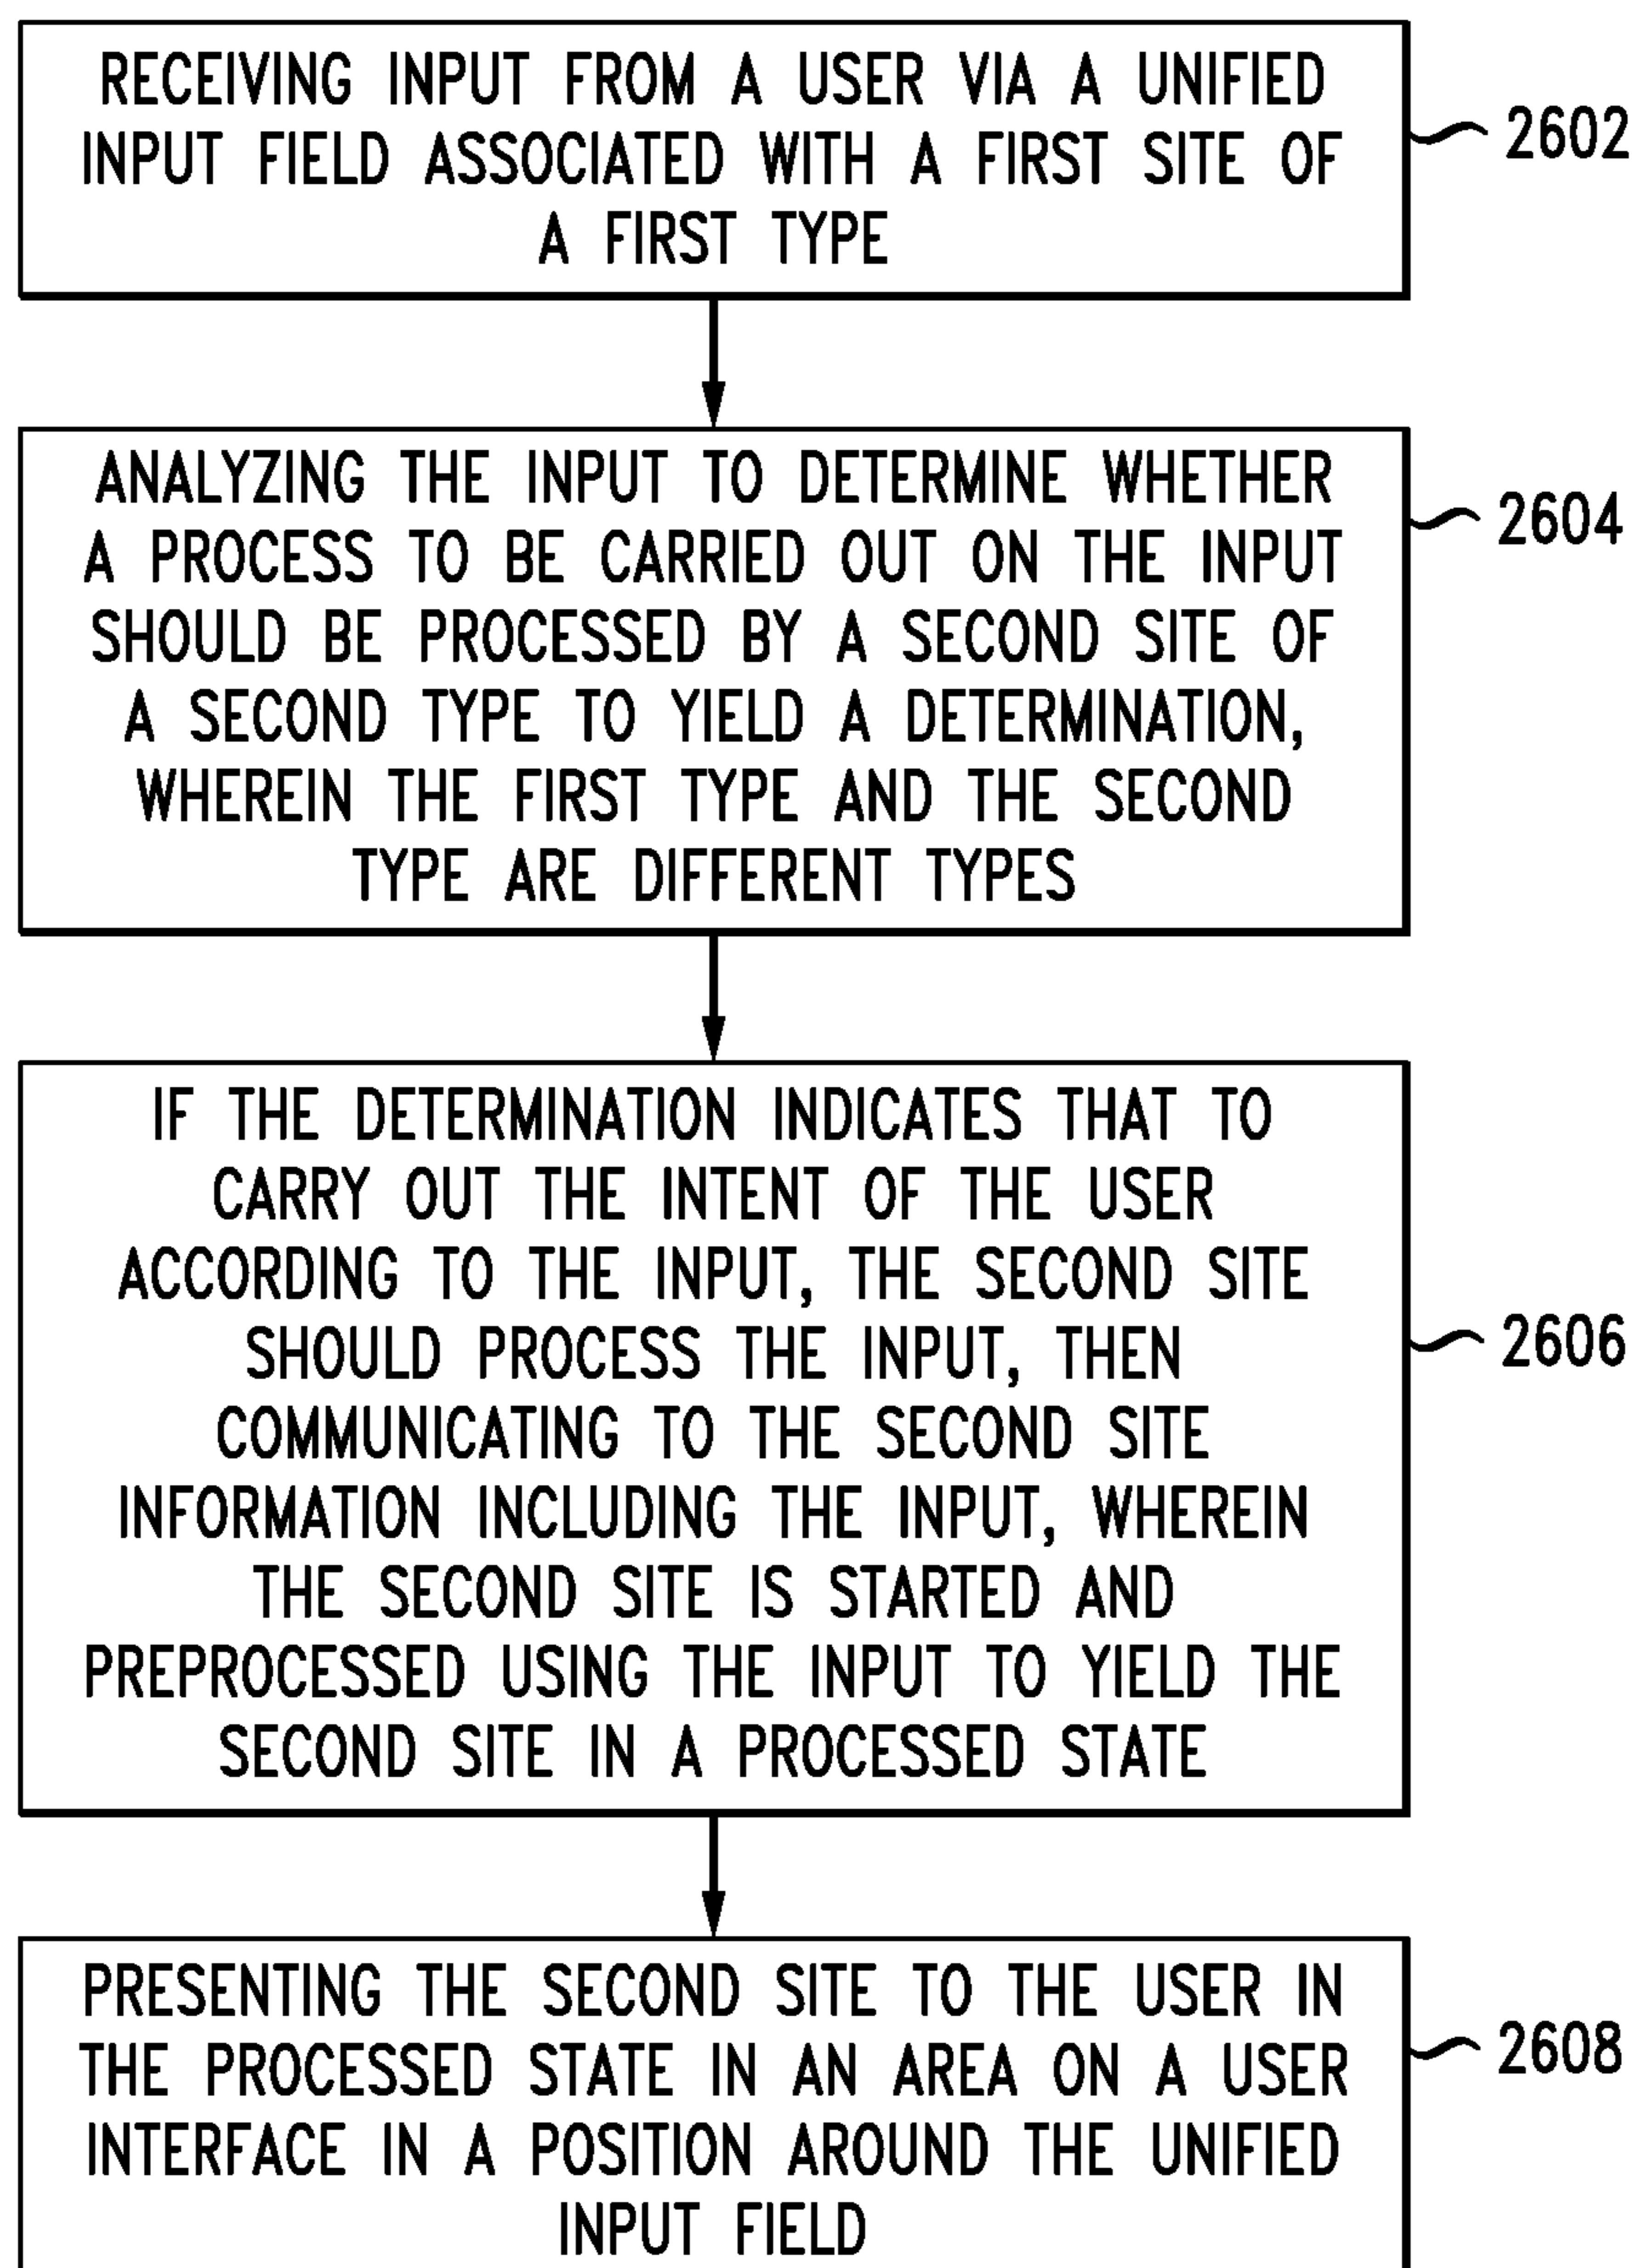 RECEIVING INPUT FROM A USER VIA A UNIFIED
INPUT FIELD ASSOCIATED WITH A FIRST SITE OF
A FIRST TYPE
2602
ANALYZING THE INPUT TO DETERMINE WHETHER
A PROCESS TO BE CARRIED OUT ON THE INPUT
SHOULD BE PROCESSED BY A SECOND SITE OF
A SECOND TYPE TO YIELD A DETERMINATION,
WHEREIN THE FIRST TYPE AND THE SECOND
TYPE ARE DIFFERENT TYPES
2604
IF THE DETERMINATION INDICATES THAT TO
CARRY OUT THE INTENT OF THE USER
ACCORDING TO THE INPUT, THE SECOND SITE
SHOULD PROCESS THE INPUT, THEN
COMMUNICATING TO THE SECOND SITE
INFORMATION INCLUDING THE INPUT, WHEREIN
THE SECOND SITE IS STARTED AND
PREPROCESSED USING THE INPUT TO YIELD THE
SECOND SITE IN A PROCESSED STATE
2606
PRESENTING THE SECOND SITE TO THE USER IN
THE PROCESSED STATE IN AN AREA ON A USER
INTERFACE IN A POSITION AROUND THE UNIFIED
INPUT FIELD
2608